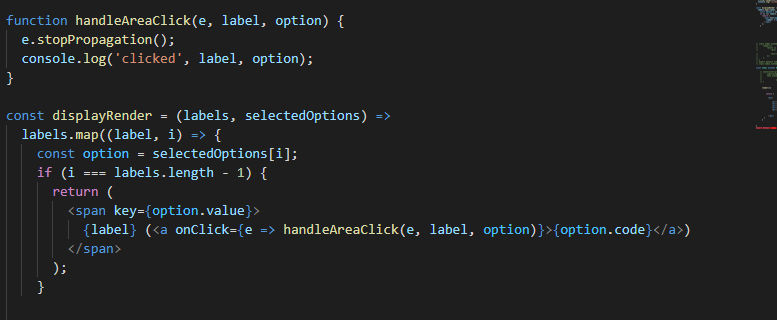 function handleAreaClick(e, label, option) {
  e.stopPropagation();
  console.log('clicked', label, option);
}

const displayRender = (labels, selectedOptions) =>
  labels.map((label, i) => {
    const option = selectedOptions[i];
    if (i === labels.length - 1) {
      return (
        <span key={option.value}>
          {label} (<a onClick={e => handleAreaClick(e, label, option)}>{option.code}</a>)
        </span>
      );
    }